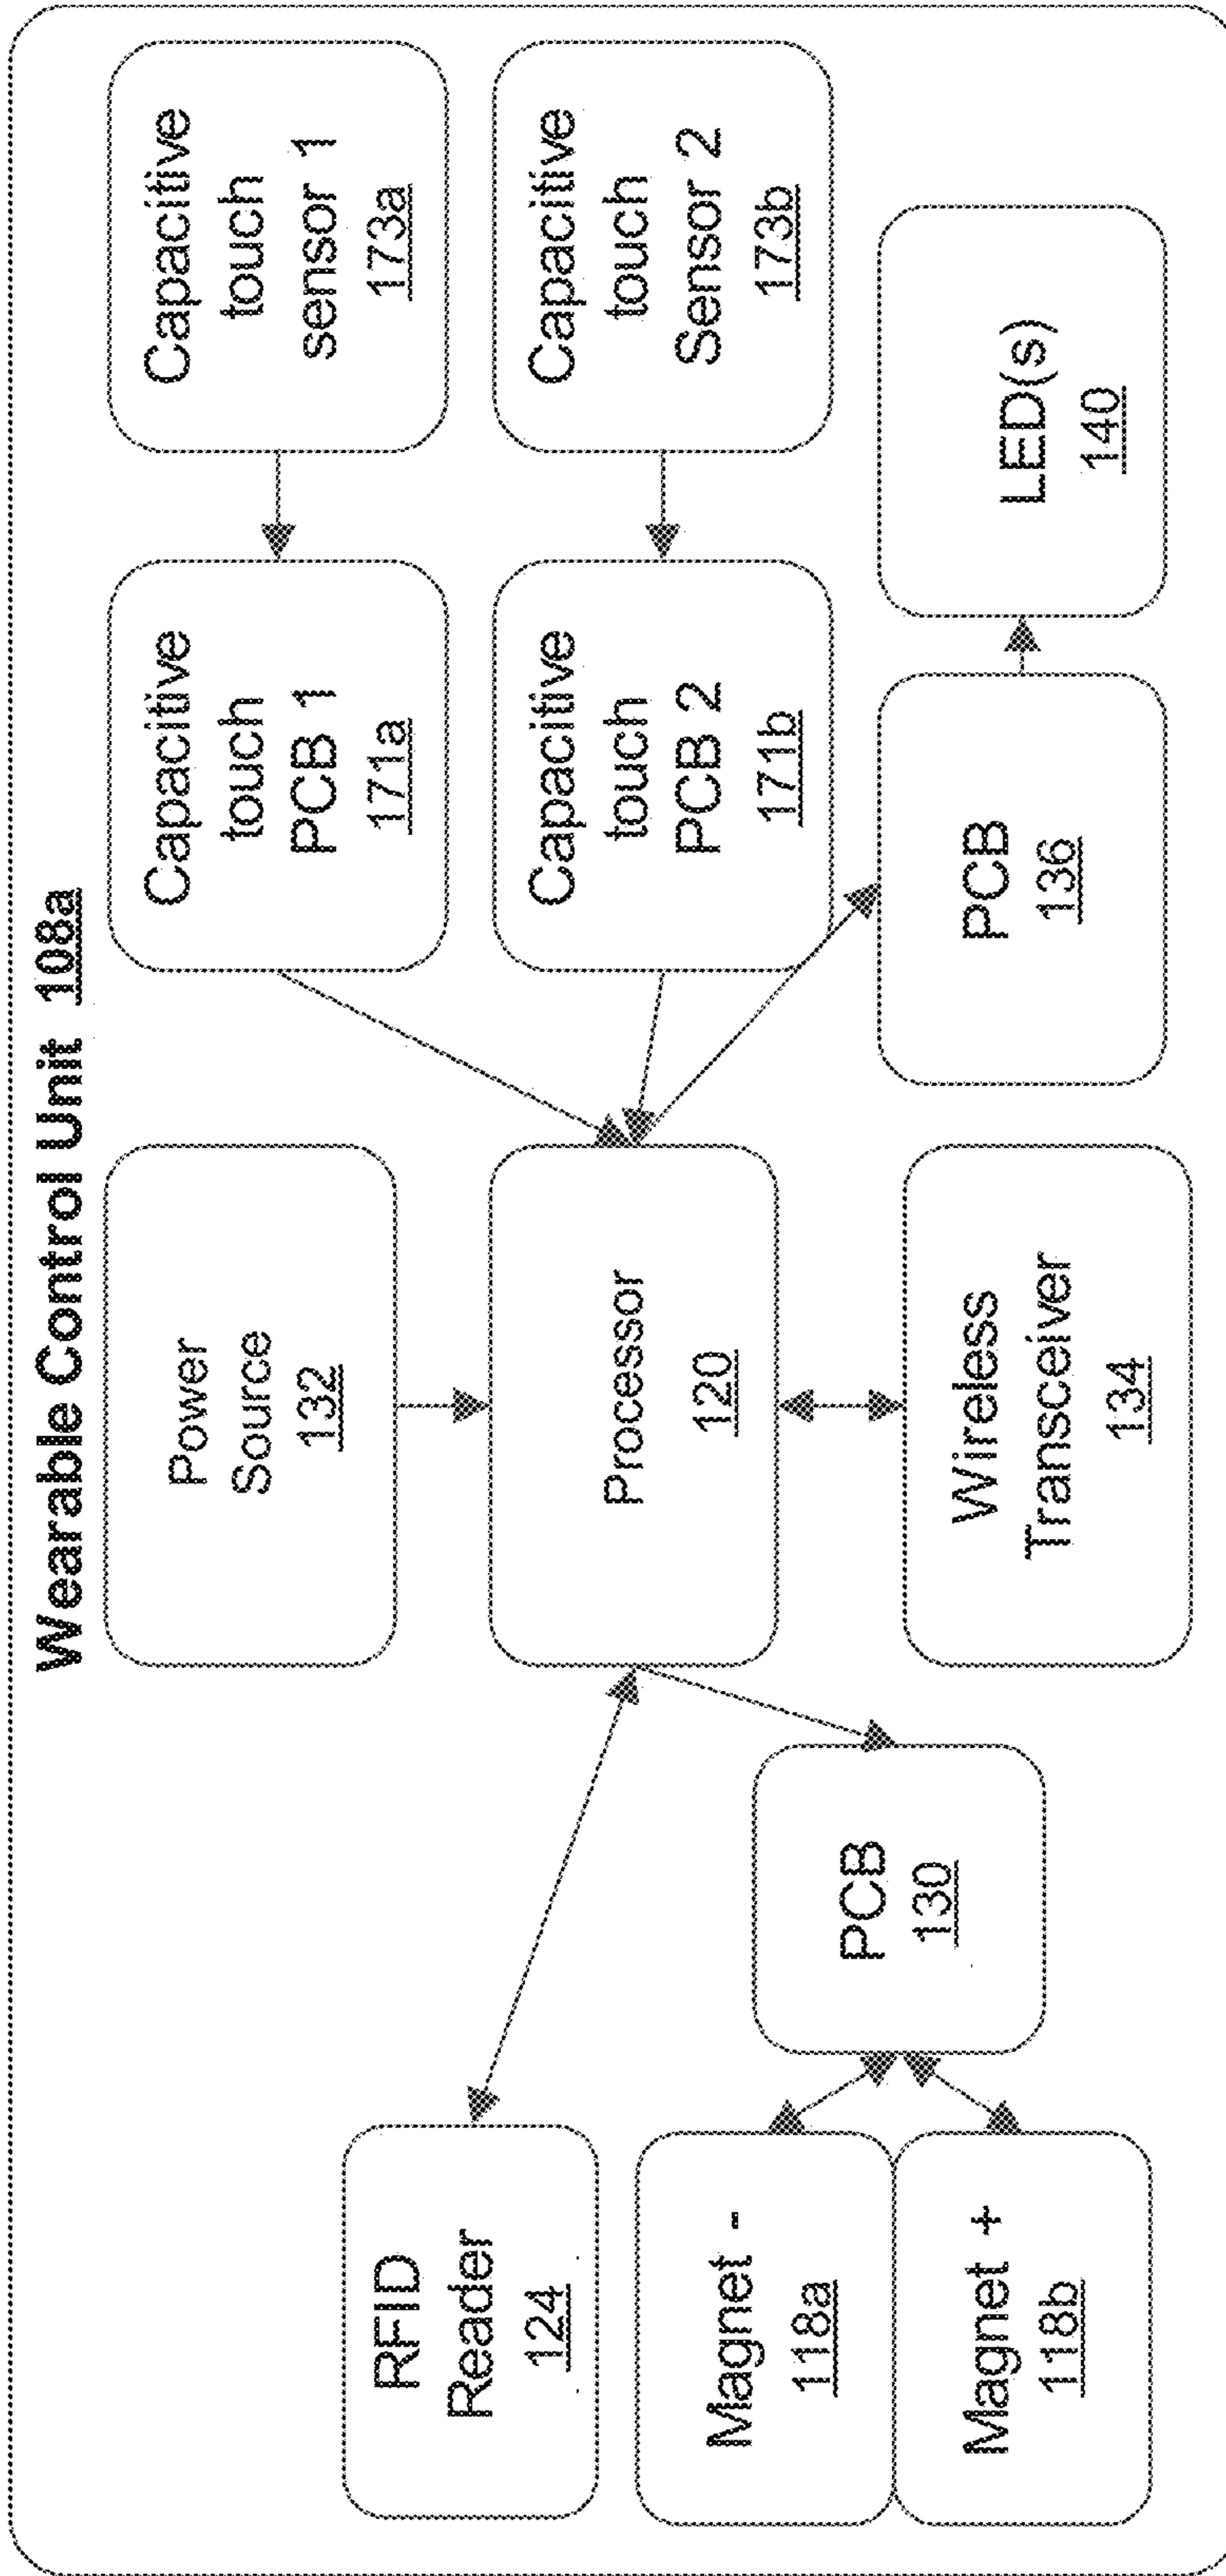 Wearable Control Unit 108a
RFID
Reader
124
Magnet -
118a
Magnet +
118b
PCB
130
Power
Source
132
Processor
120
Wireless
Transceiver
134
Capacitive
touch
PCB 1
171a
Capacitive
touch
PCB 2
171b
PCB
136
Capacitive
touch
sensor 1
173a
Capacitive
touch
Sensor 2
173b
LED(s)
140